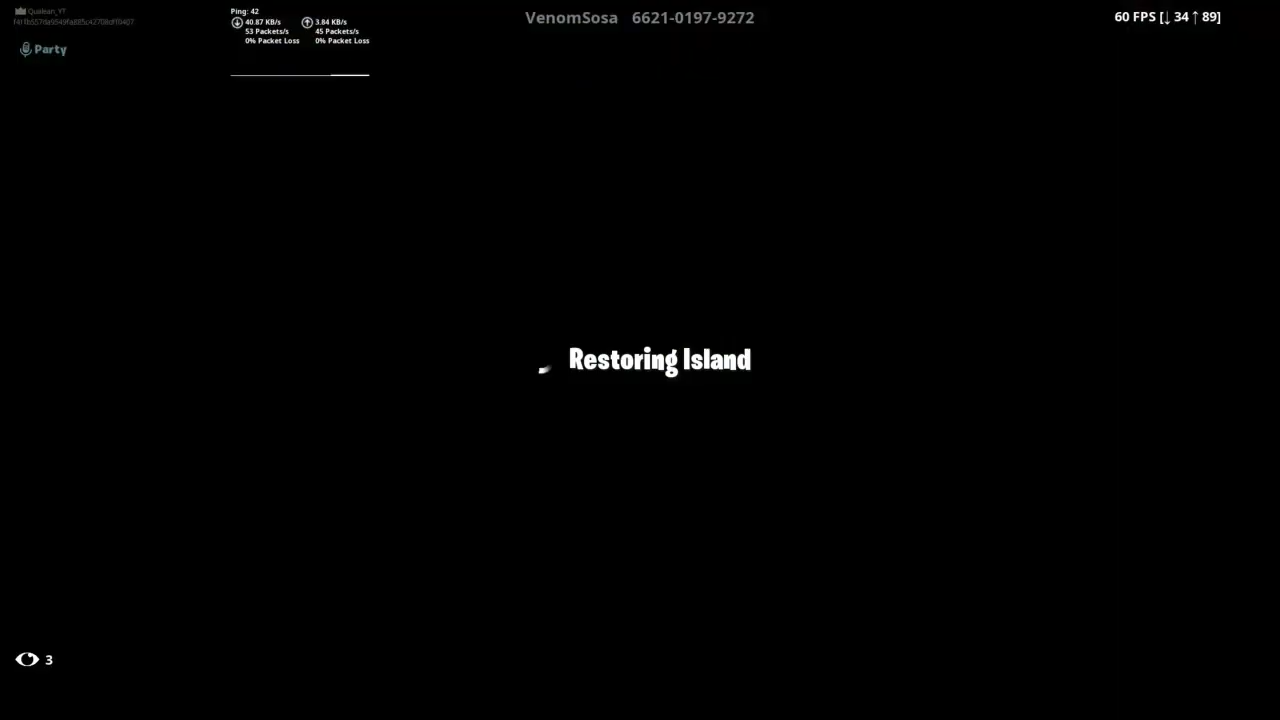 Qualean_YT
Party
Ping: 42
40.87 KB/s 3.84 KB/s
53 Packets/s 45 Packets/s
0% Packet Loss 0% Packet Loss
VenomSosa 6621-0197-9272
60 FPS [↓ 34 ↑ 89]
Restoring Island
3